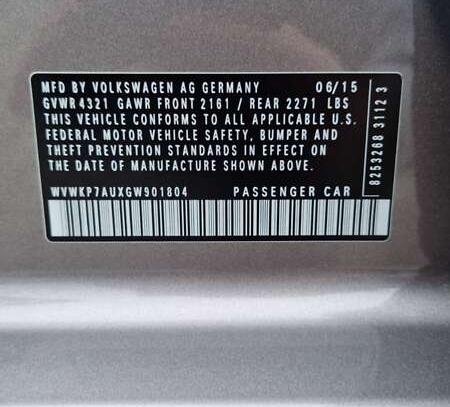 MFD BY VOLKSWAGEN AG GERMANY 06/15
GVWR 4321 GAWR FRONT 2161 / REAR 2271 LBS
THIS VEHICLE CONFORMS TO ALL APPLICABLE U.S.
FEDERAL MOTOR VEHICLE SAFETY, BUMPER AND
THEFT PREVENTION STANDARDS IN EFFECT ON THE
DATE OF MANUFACTURE SHOWN ABOVE.
WVWKP7AUXGW901804 PASSENGER CAR
8253268 3112 3